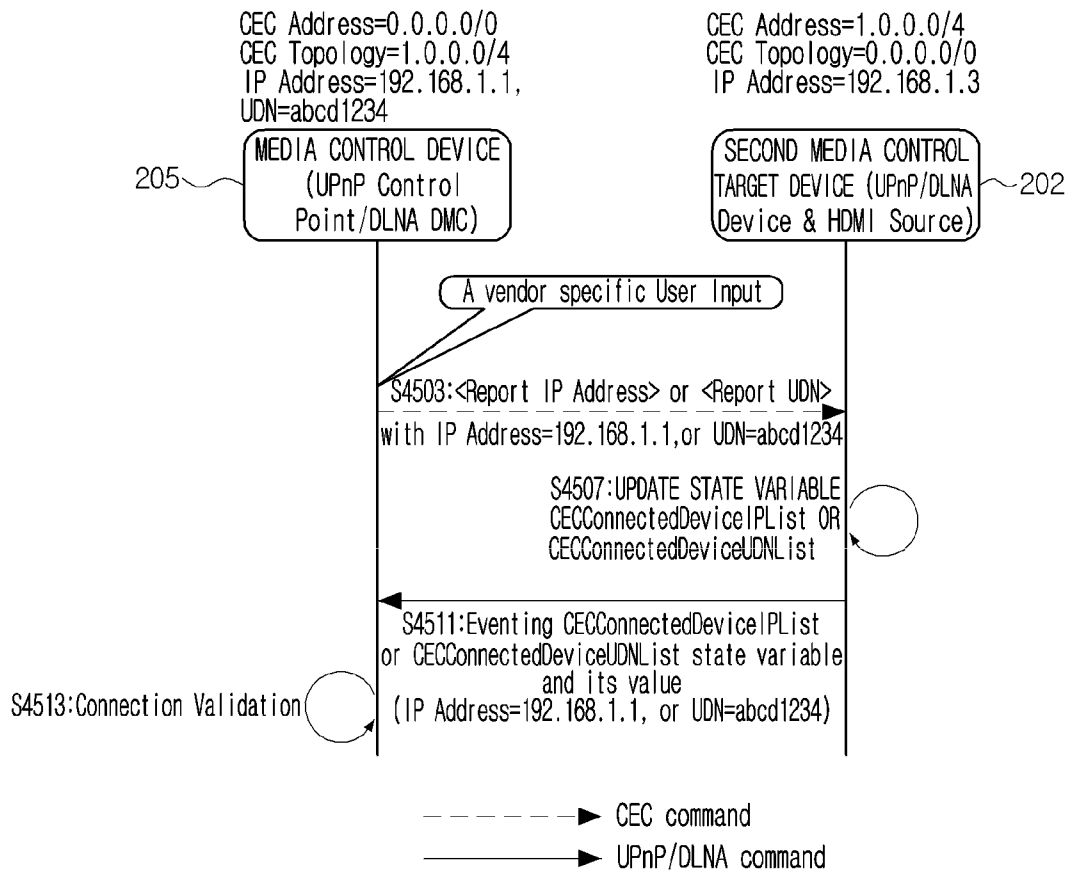 CEC Address=0.0.0.0/0
CEC Topology=1.0.0.0/4
IP Address=192.168.1.1,
UDN=abcd1234
CEC Address=1.0.0.0/4
CEC Topology=0.0.0.0/0
IP Address=192.168.1.3
205
MEDIA CONTROL DEVICE
(UPnP Control
Point/DLNA DMC)
SECOND MEDIA CONTROL
TARGET DEVICE (UPnP/DLNA
Device & HDMI Source)
202
A vendor specific User Input
S4503:<Report IP Address> or <Report UDN>
with IP Address=192.168.1.1,or UDN=abcd1234
S4507:UPDATE STATE VARIABLE
CECConnectedDeviceIPList OR
CECConnectedDeviceUDNList
S4511:Eventing CECConnectedDeviceIPList
or CECConnectedDeviceUDNList state variable
and its value
(IP Address=192.168.1.1, or UDN=abcd1234)
S4513:Connection Validation
CEC command
UPnP/DLNA command